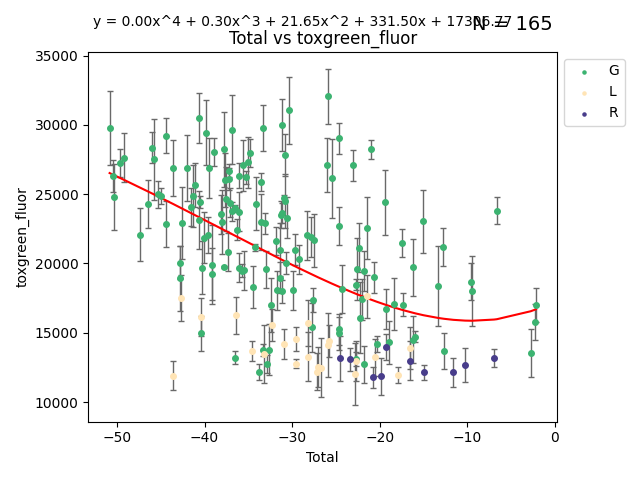 y = 0.00x^4 + 0.30x^3 + 21.65x^2 + 331.50x + 17306.77
N = 165
Total vs toxgreen_fluor
35000
30000
25000
20000
15000
10000
toxgreen_fluor
−50 −40 −30 −20 −10 0
Total
G
L
R